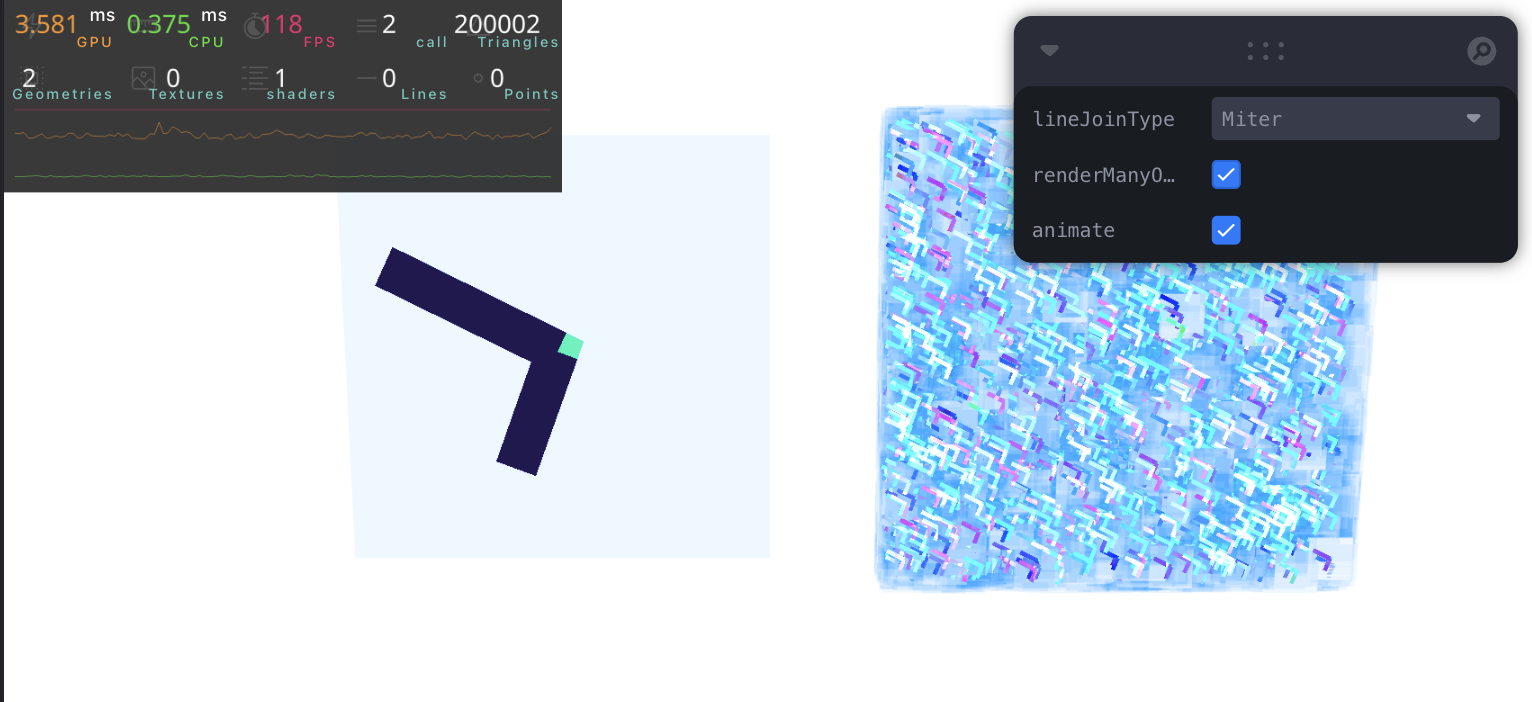 3.581 ms GPU 0.375 ms CPU 118 FPS 2 call 200002 Triangles
2 Geometries 0 Textures 1 shaders 0 Lines 0 Points
lineJoinType Miter
renderManyO…
animate